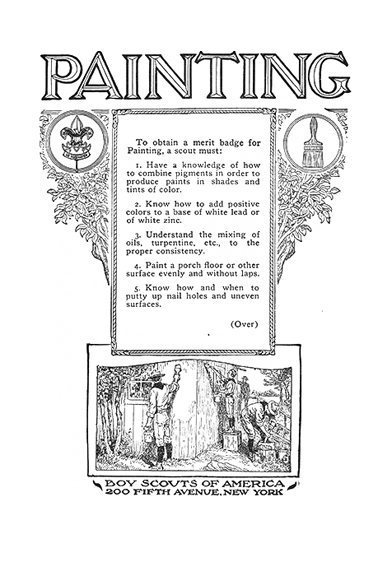 PAINTING
To obtain a merit badge for
Painting, a scout must:
1. Have a knowledge of how
to combine pigments in order to
produce paints in shades and
tints of color.
2. Know how to add positive
colors to a base of white lead or
of white zinc.
3. Understand the mixing of
oils, turpentine, etc., to the
proper consistency.
4. Paint a porch floor or other
surface evenly and without laps.
5. Know how and when to
putty up nail holes and uneven
surfaces.
(Over)
BOY SCOUTS OF AMERICA
200 FIFTH AVENUE, NEW YORK